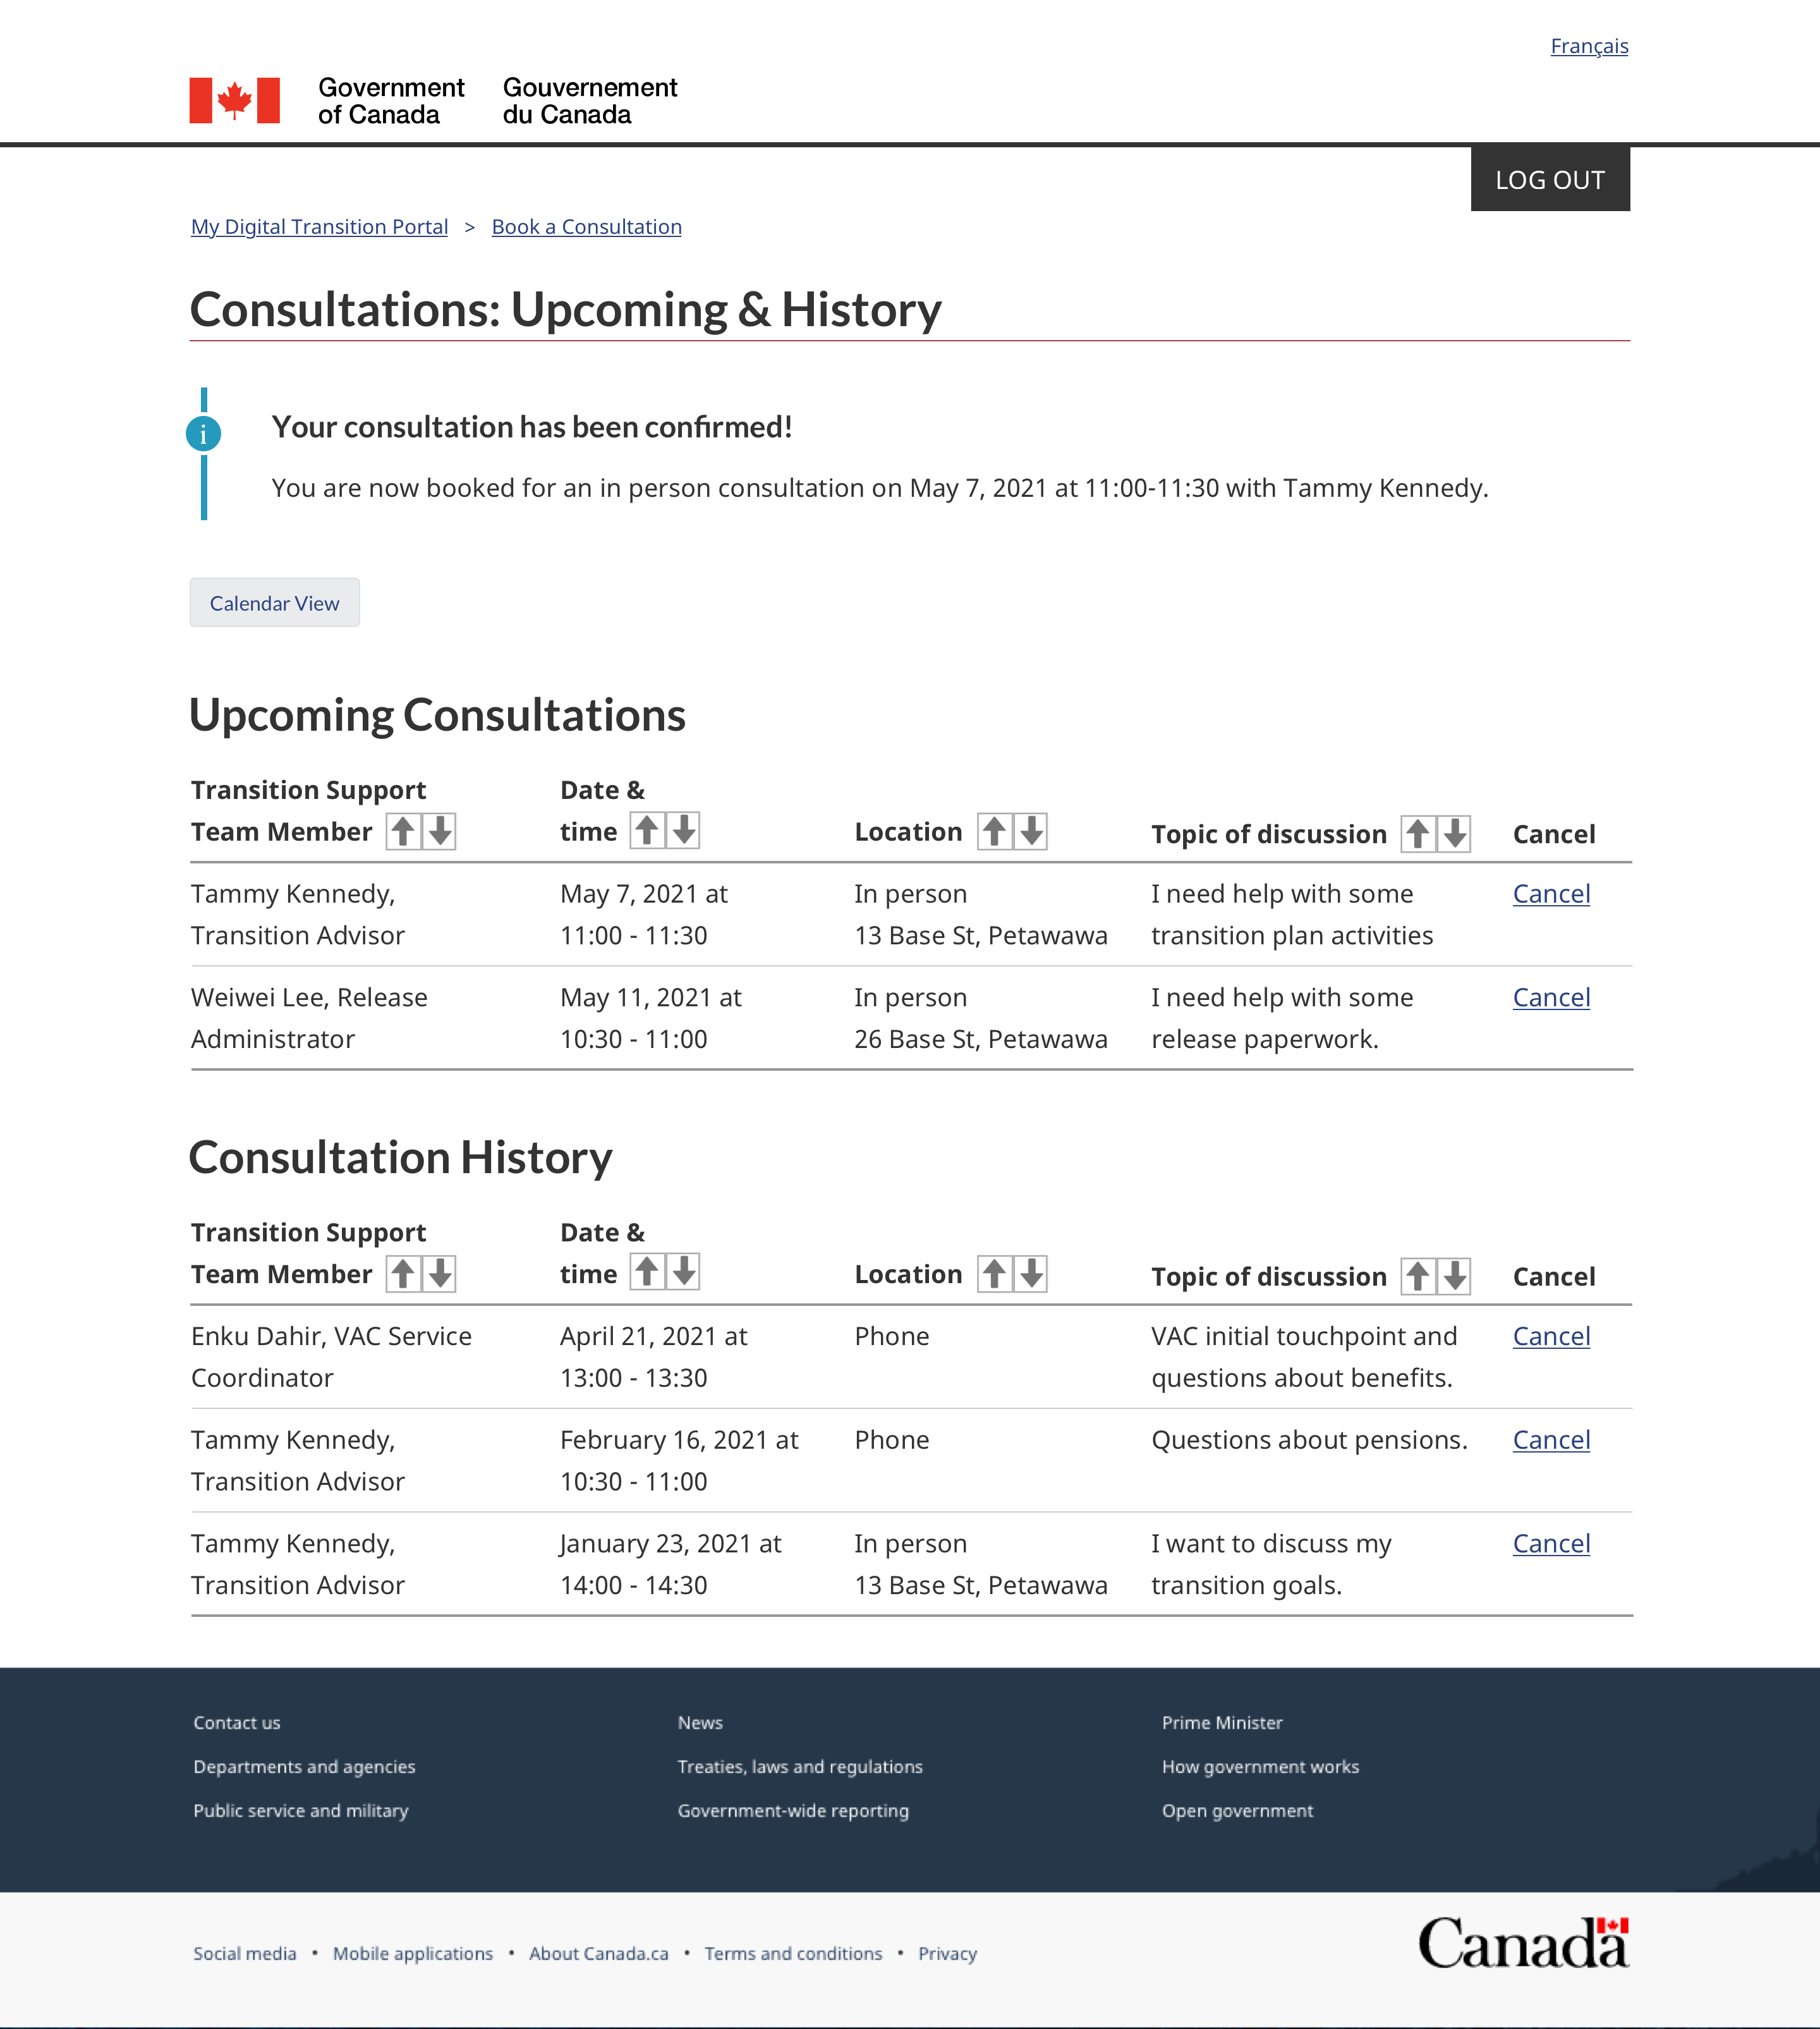 Français
Government of Canada
Gouvernement du Canada
LOG OUT
My Digital Transition Portal > Book a Consultation
Consultations: Upcoming & History
i
Your consultation has been confirmed!
You are now booked for an in person consultation on May 7, 2021 at 11:00-11:30 with Tammy Kennedy.
Calendar View
Upcoming Consultations
Transition Support Team Member
Date & time
Location
Topic of discussion
Cancel
Tammy Kennedy,
Transition Advisor
May 7, 2021 at
11:00 - 11:30
In person
13 Base St, Petawawa
I need help with some
transition plan activities
Cancel
Weiwei Lee, Release
Administrator
May 11, 2021 at
10:30 - 11:00
In person
26 Base St, Petawawa
I need help with some
release paperwork.
Cancel
Consultation History
Transition Support Team Member
Date & time
Location
Topic of discussion
Cancel
Enku Dahir, VAC Service
Coordinator
April 21, 2021 at
13:00 - 13:30
Phone
VAC initial touchpoint and
questions about benefits.
Cancel
Tammy Kennedy,
Transition Advisor
February 16, 2021 at
10:30 - 11:00
Phone
Questions about pensions.
Cancel
Tammy Kennedy,
Transition Advisor
January 23, 2021 at
14:00 - 14:30
In person
13 Base St, Petawawa
I want to discuss my
transition goals.
Cancel
Contact us
News
Prime Minister
Departments and agencies
Treaties, laws and regulations
How government works
Public service and military
Government-wide reporting
Open government
Social media • Mobile applications • About Canada.ca • Terms and conditions • Privacy
Canada